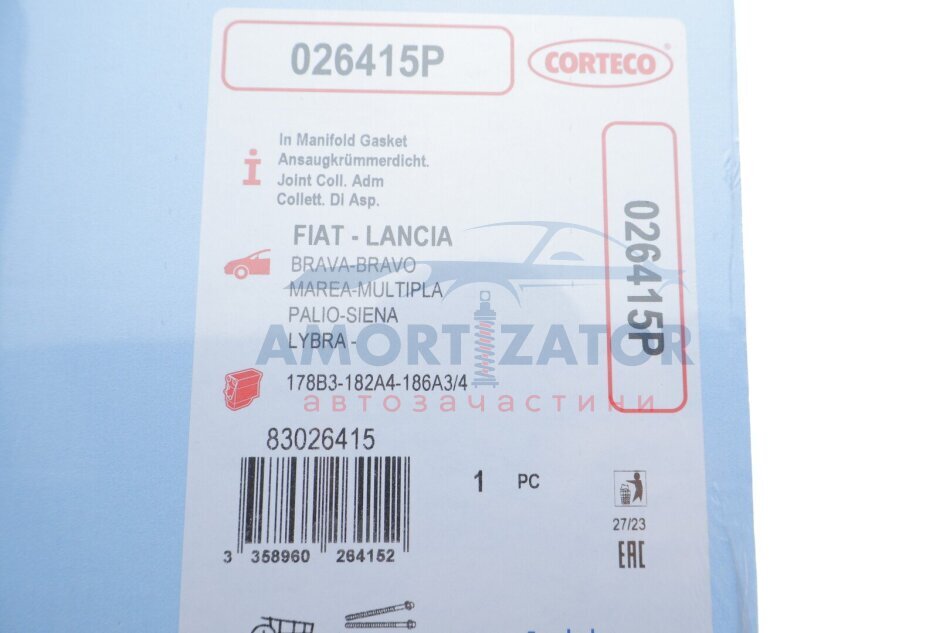 026415P
CORTECO®
In Manifold Gasket
Ansaugkrümmerdicht.
Joint Coll. Adm
Collett. Di Asp.
FIAT - LANCIA
BRAVA-BRAVO
MAREA-MULTIPLA
PALIO-SIENA
LYBRA -
178B3-182A4-186A3/4
026415P
AMORTIZATOR
автозачастини
83026415
1 PC
3 358960 264152
27/23
EAC